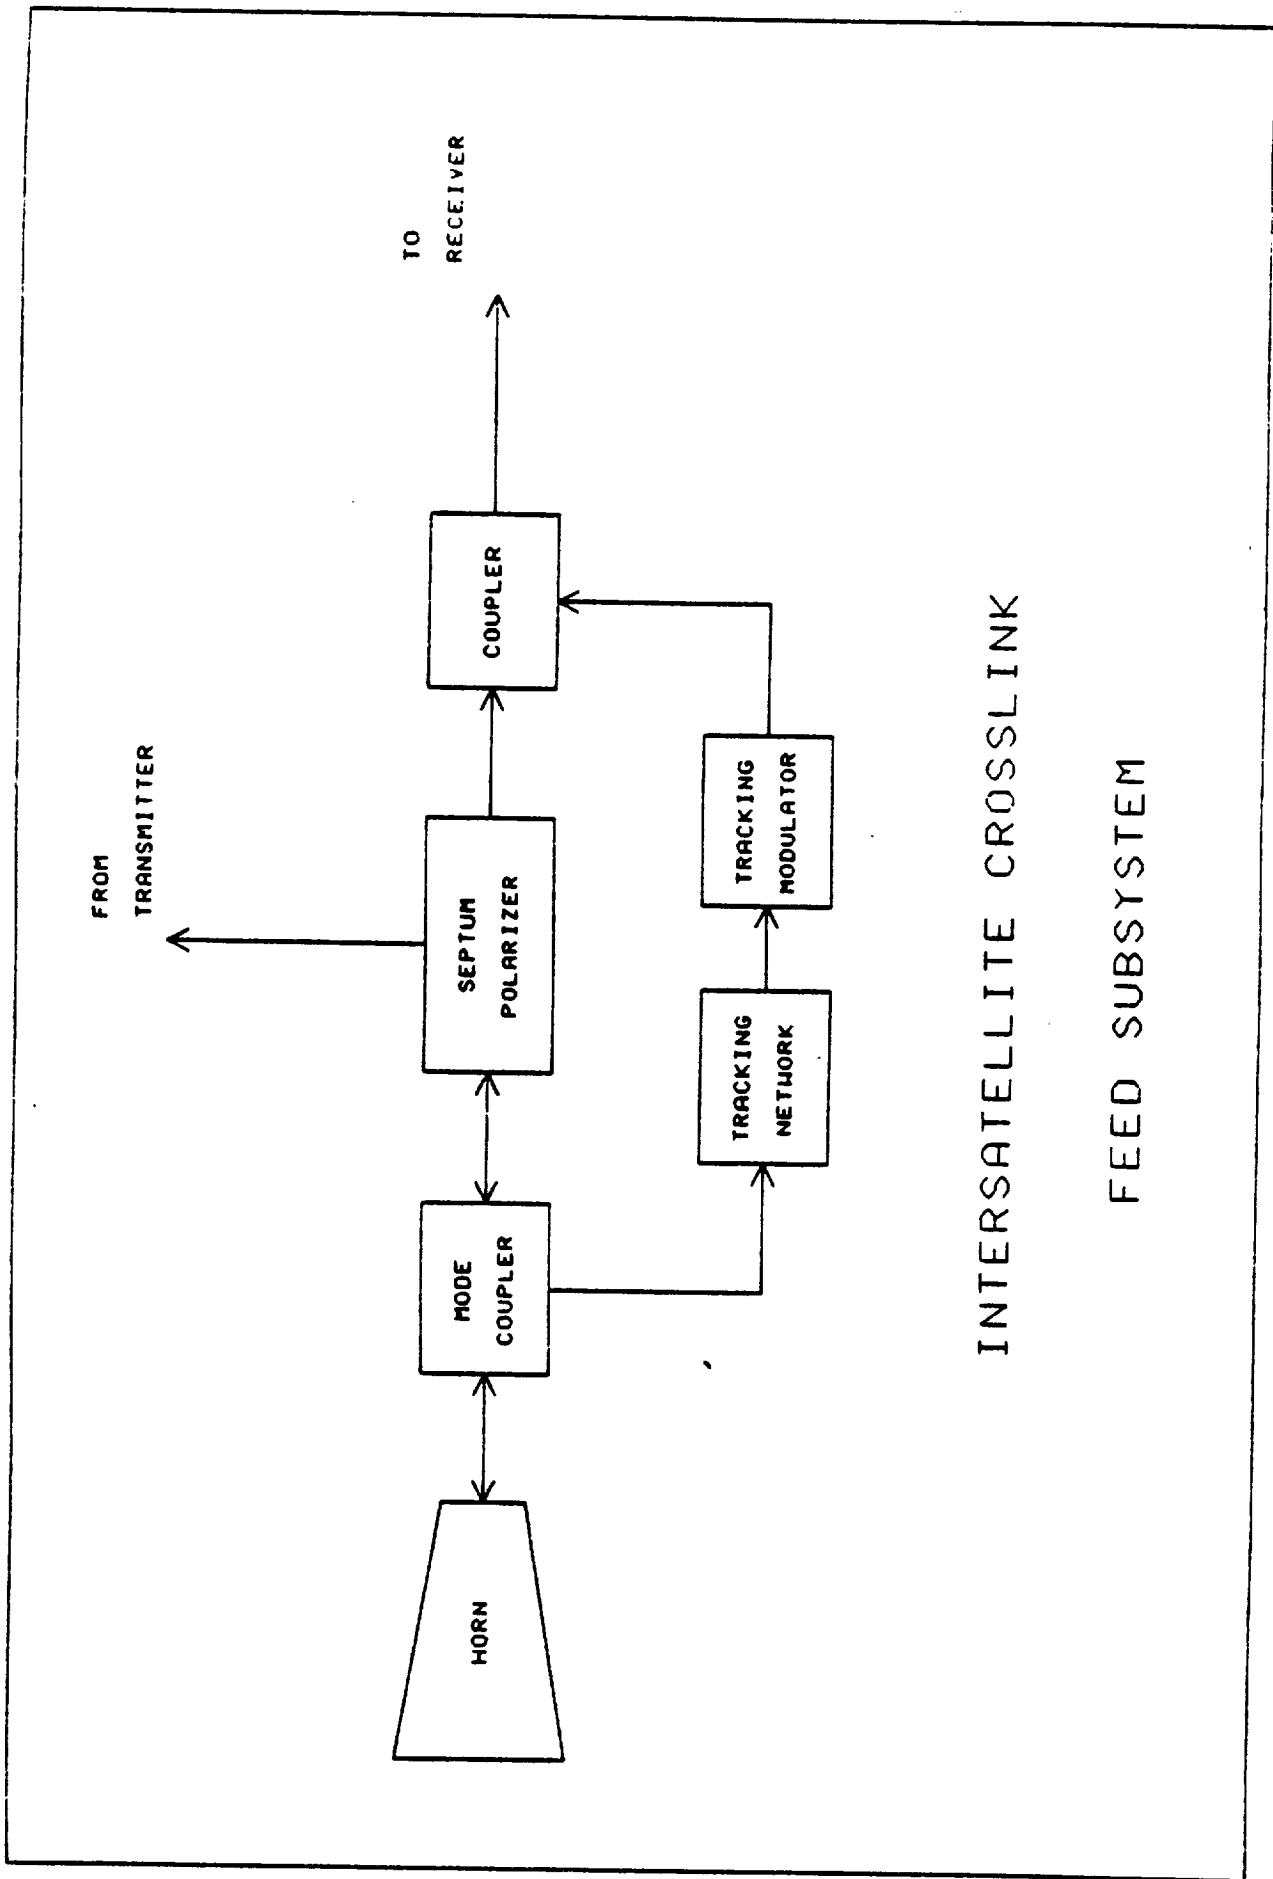 FROM
TRANSMITTER
TO
RECEIVER
HORN
MODE
COUPLER
SEPTUM
POLARIZER
COUPLER
TRACKING
NETWORK
TRACKING
MODULATOR
INTERSATELLITE CROSSLINK
FEED SUBSYSTEM